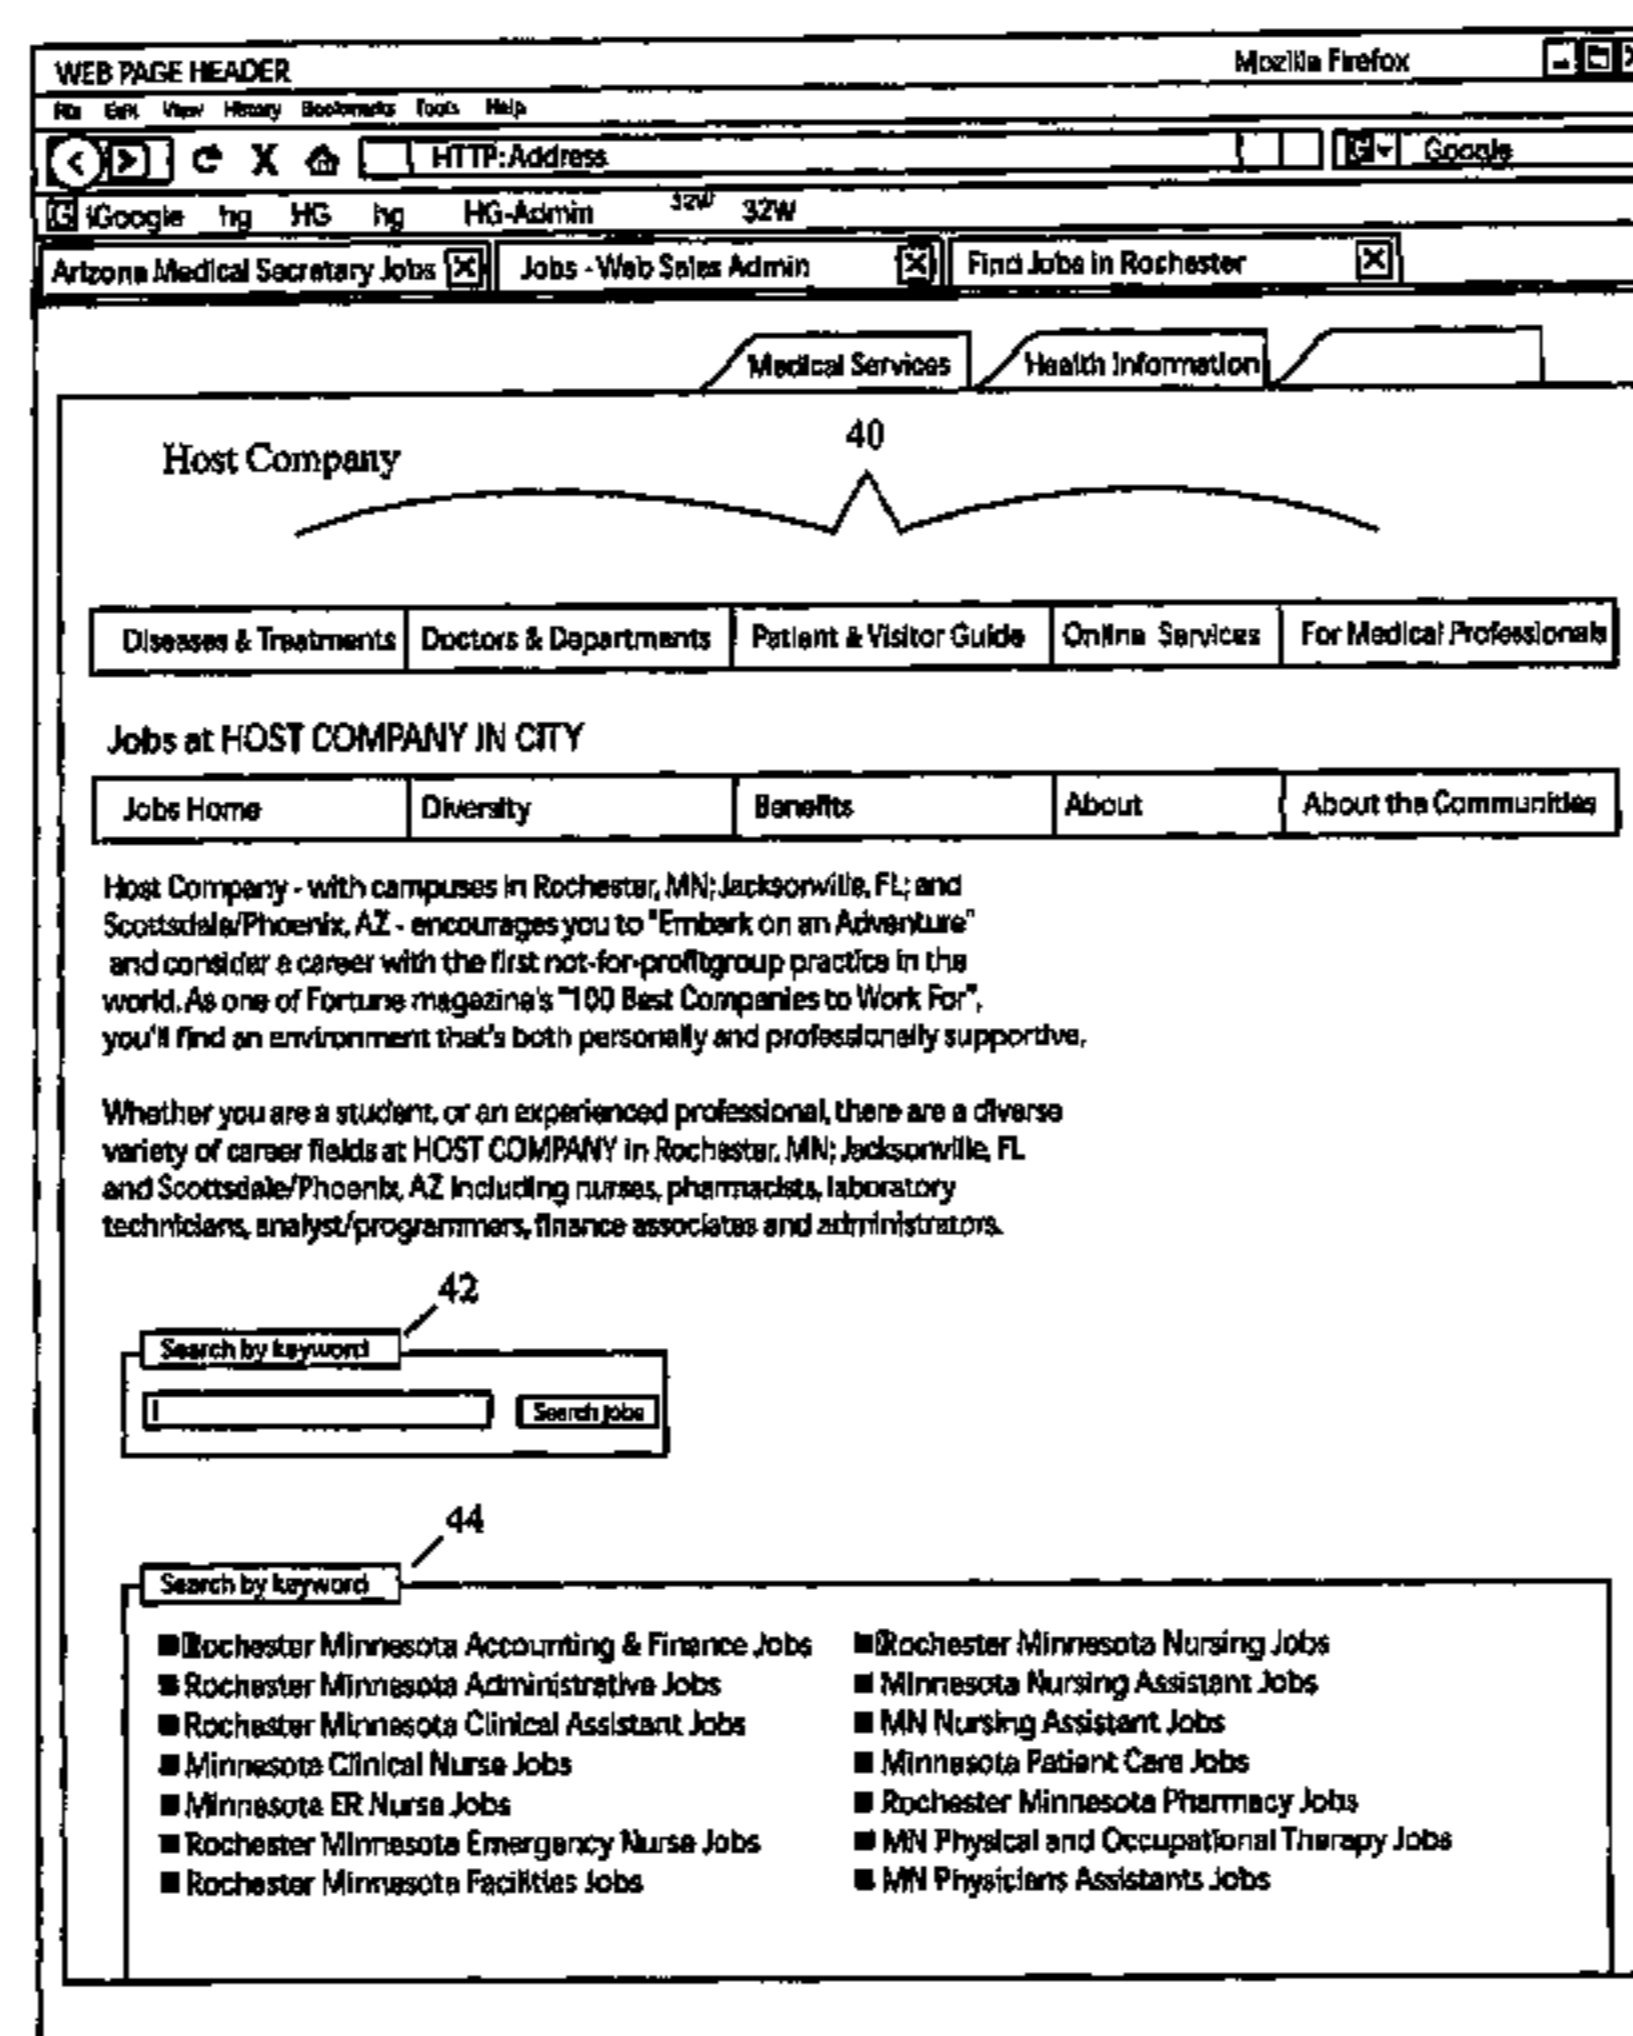 WEB PAGE HEADER Mozilla Firefox
File Edit View History Bookmarks Tools Help
HTTP:Address G Google
G iGoogle hg HG hg HG-Admin 32W 32W
Arizona Medical Secretary Jobs Jobs - Web Sales Admin Find Jobs in Rochester
Medical Services Health Information
40
Host Company
Diseases & Treatments Doctors & Departments Patient & Visitor Guide Online Services For Medical Professionals
Jobs at HOST COMPANY IN CITY
Jobs Home Diversity Benefits About About the Communities
Host Company - with campuses in Rochester, MN; Jacksonville, FL; and
Scottsdale/Phoenix, AZ - encourages you to "Embark on an Adventure"
and consider a career with the first not-for-profitgroup practice in the
world. As one of Fortune magazine's "100 Best Companies to Work For",
you'll find an environment that's both personally and professionally supportive.
Whether you are a student, or an experienced professional, there are a diverse
variety of career fields at HOST COMPANY in Rochester, MN; Jacksonville, FL
and Scottsdale/Phoenix, AZ including nurses, pharmacists, laboratory
technicians, analyst/programmers, finance associates and administrators.
42
Search by keyword
Search jobs
44
Search by keyword
Rochester Minnesota Accounting & Finance Jobs
Rochester Minnesota Administrative Jobs
Rochester Minnesota Clinical Assistant Jobs
Minnesota Clinical Nurse Jobs
Minnesota ER Nurse Jobs
Rochester Minnesota Emergency Nurse Jobs
Rochester Minnesota Facilities Jobs
Rochester Minnesota Nursing Jobs
Minnesota Nursing Assistant Jobs
MN Nursing Assistant Jobs
Minnesota Patient Care Jobs
Rochester Minnesota Pharmacy Jobs
MN Physical and Occupational Therapy Jobs
MN Physicians Assistants Jobs